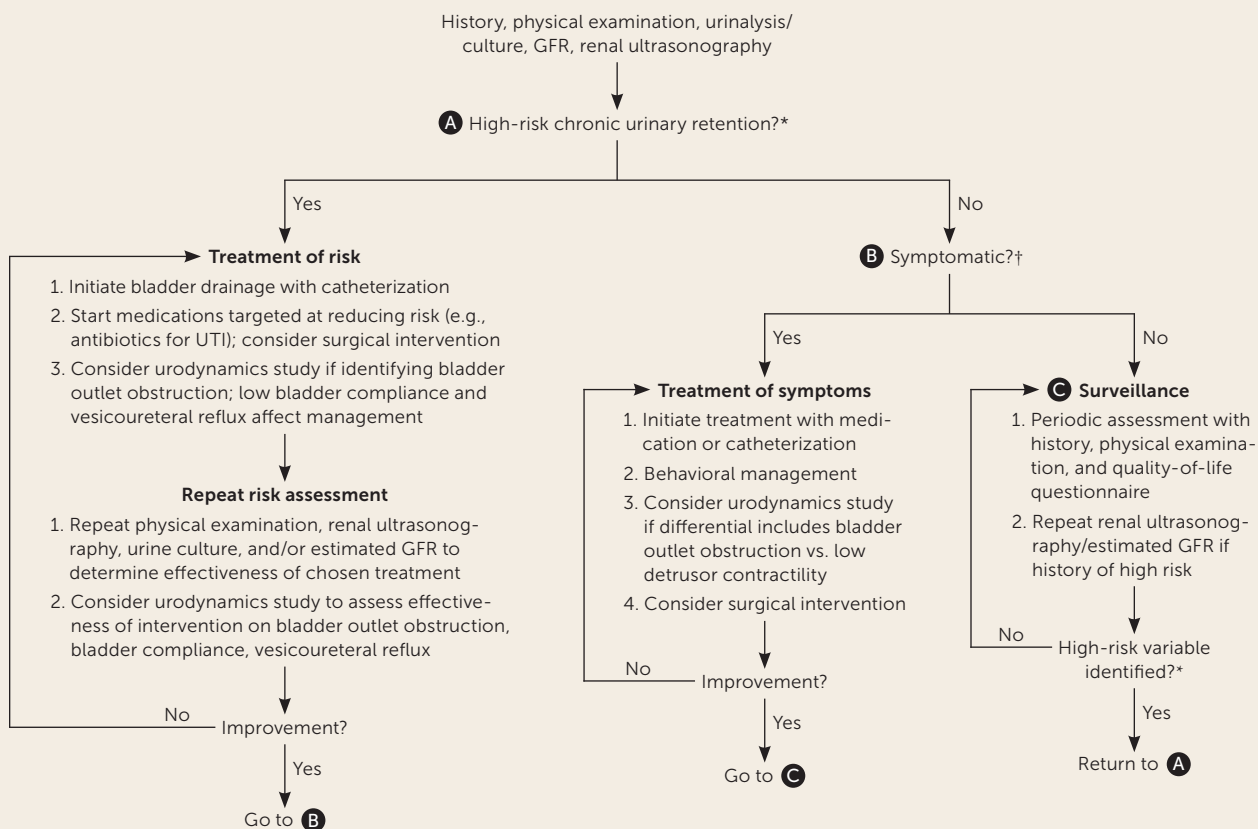 History, physical examination, urinalysis/
culture, GFR, renal ultrasonography
A High-risk chronic urinary retention?*
Yes
No
Treatment of risk
1. Initiate bladder drainage with catheterization
2. Start medications targeted at reducing risk (e.g.,
antibiotics for UTI); consider surgical intervention
3. Consider urodynamics study if identifying bladder
outlet obstruction; low bladder compliance and
vesicoureteral reflux affect management
Repeat risk assessment
1. Repeat physical examination, renal ultrasonog-
raphy, urine culture, and/or estimated GFR to
determine effectiveness of chosen treatment
2. Consider urodynamics study to assess effective-
ness of intervention on bladder outlet obstruction,
bladder compliance, vesicoureteral reflux
No
Improvement?
Yes
Go to B
B Symptomatic?†
Yes
No
Treatment of symptoms
1. Initiate treatment with medi-
cation or catheterization
2. Behavioral management
3. Consider urodynamics study
if differential includes bladder
outlet obstruction vs. low
detrusor contractility
4. Consider surgical intervention
No
Improvement?
Yes
Go to C
C Surveillance
1. Periodic assessment with
history, physical examina-
tion, and quality-of-life
questionnaire
2. Repeat renal ultrasonog-
raphy/estimated GFR if
history of high risk
No
High-risk variable
identified?*
Yes
Return to A